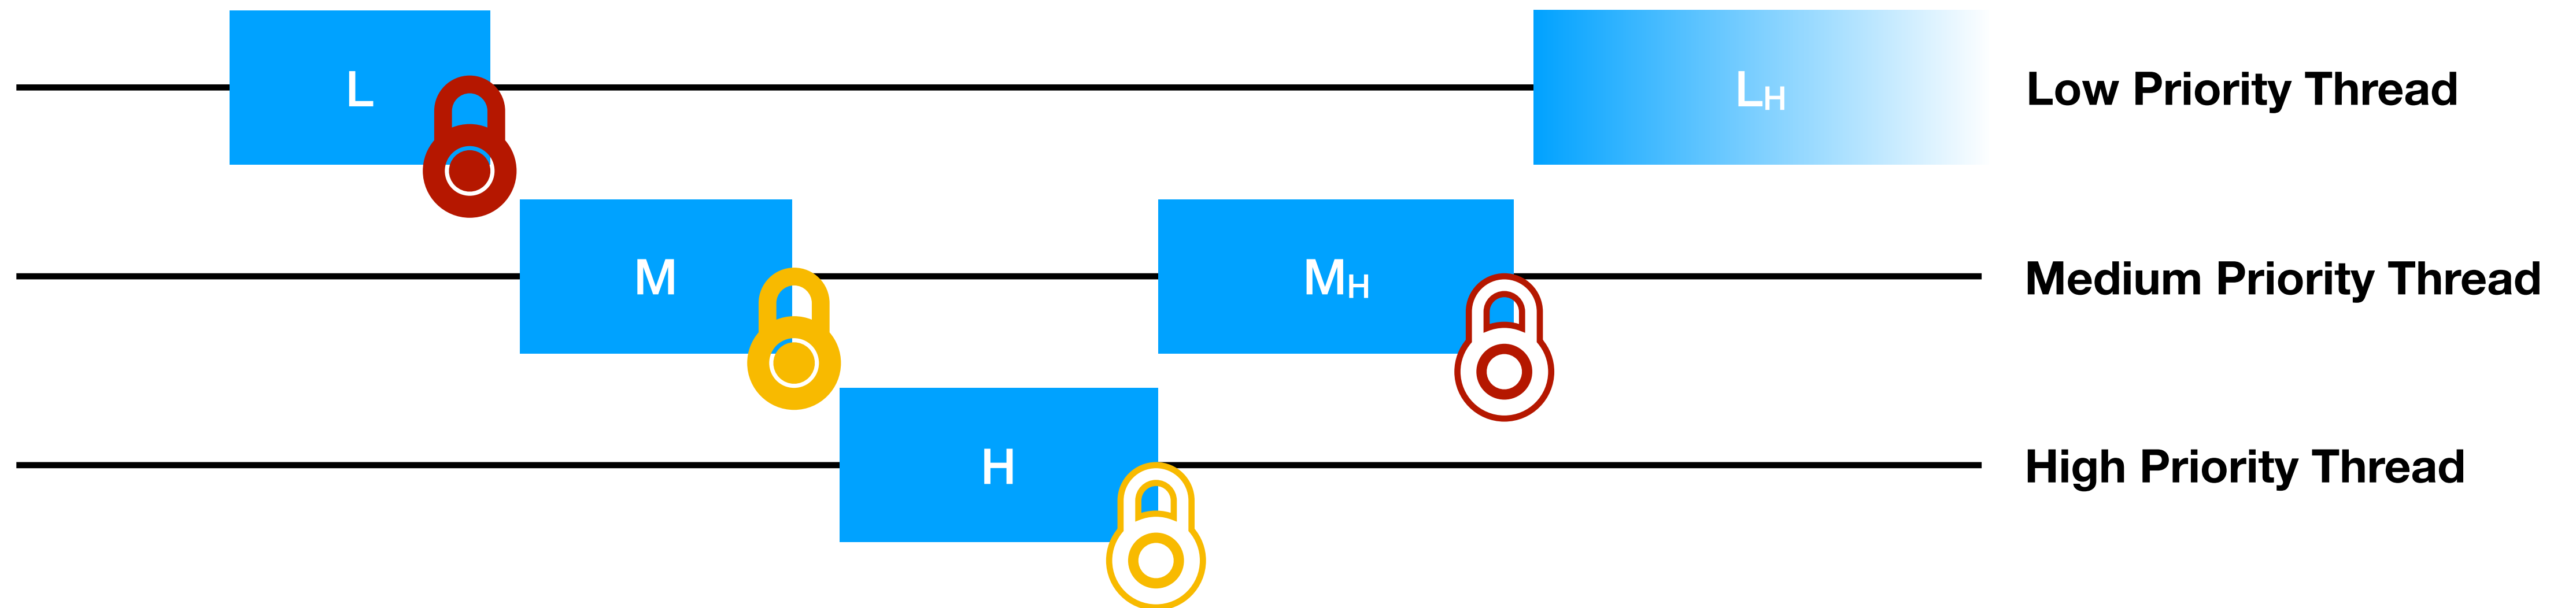 L
LH
Low Priority Thread
M
MH
Medium Priority Thread
H
High Priority Thread